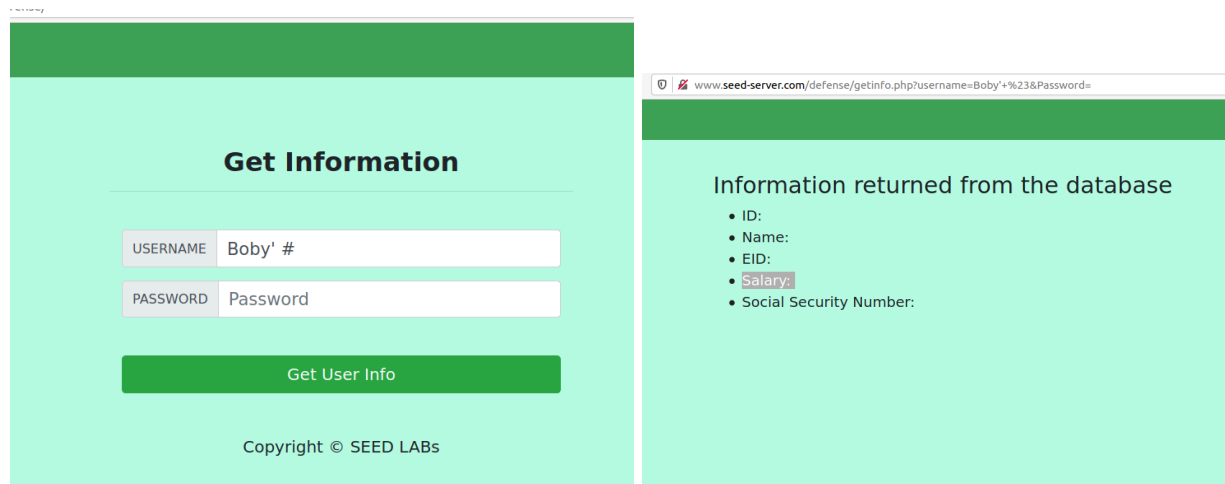 Get Information
USERNAME Boby' #
PASSWORD Password
Get User Info
Copyright © SEED LABs
www.seed-server.com/defense/getinfo.php?username=Boby'+%23&Password=
Information returned from the database
• ID:
• Name:
• EID:
• Salary:
• Social Security Number: